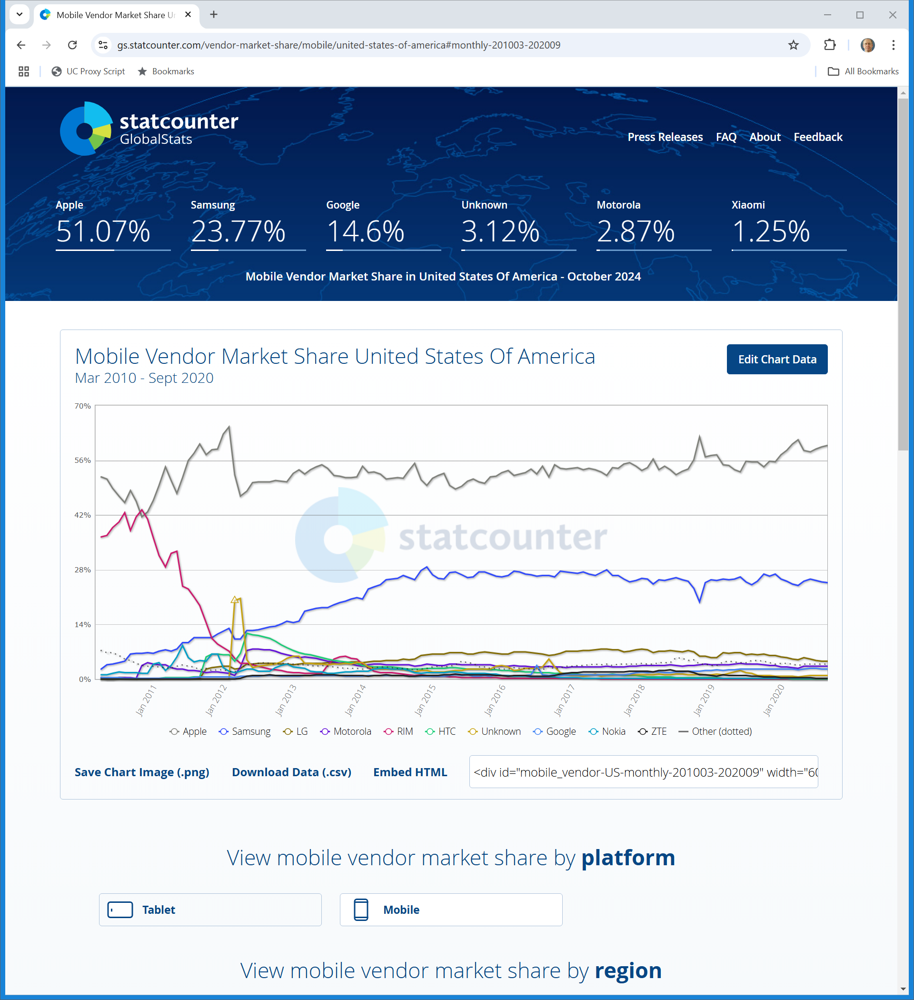 Mobile Vendor Market Share Un
gs.statcounter.com/vendor-market-share/mobile/united-states-of-america#monthly-201003-202009
UC Proxy Script
Bookmarks
All Bookmarks
statcounter
GlobalStats
Press Releases FAQ About Feedback
Apple Samsung Google Unknown Motorola Xiaomi
51.07% 23.77% 14.6% 3.12% 2.87% 1.25%
Mobile Vendor Market Share in United States Of America - October 2024
Mobile Vendor Market Share United States Of America
Edit Chart Data
Mar 2010 - Sept 2020
70%
56%
42%
statcounter
28%
14%
0%
Jan 2011 Jan 2012 Jan 2013 Jan 2014 Jan 2015 Jan 2016 Jan 2017 Jan 2018 Jan 2019 Jan 2020
Apple Samsung LG Motorola RIM HTC Unknown Google Nokia ZTE Other (dotted)
Save Chart Image (.png) Download Data (.csv) Embed HTML <div id="mobile_vendor-US-monthly-201003-202009" width="60
View mobile vendor market share by platform
Tablet Mobile
View mobile vendor market share by region